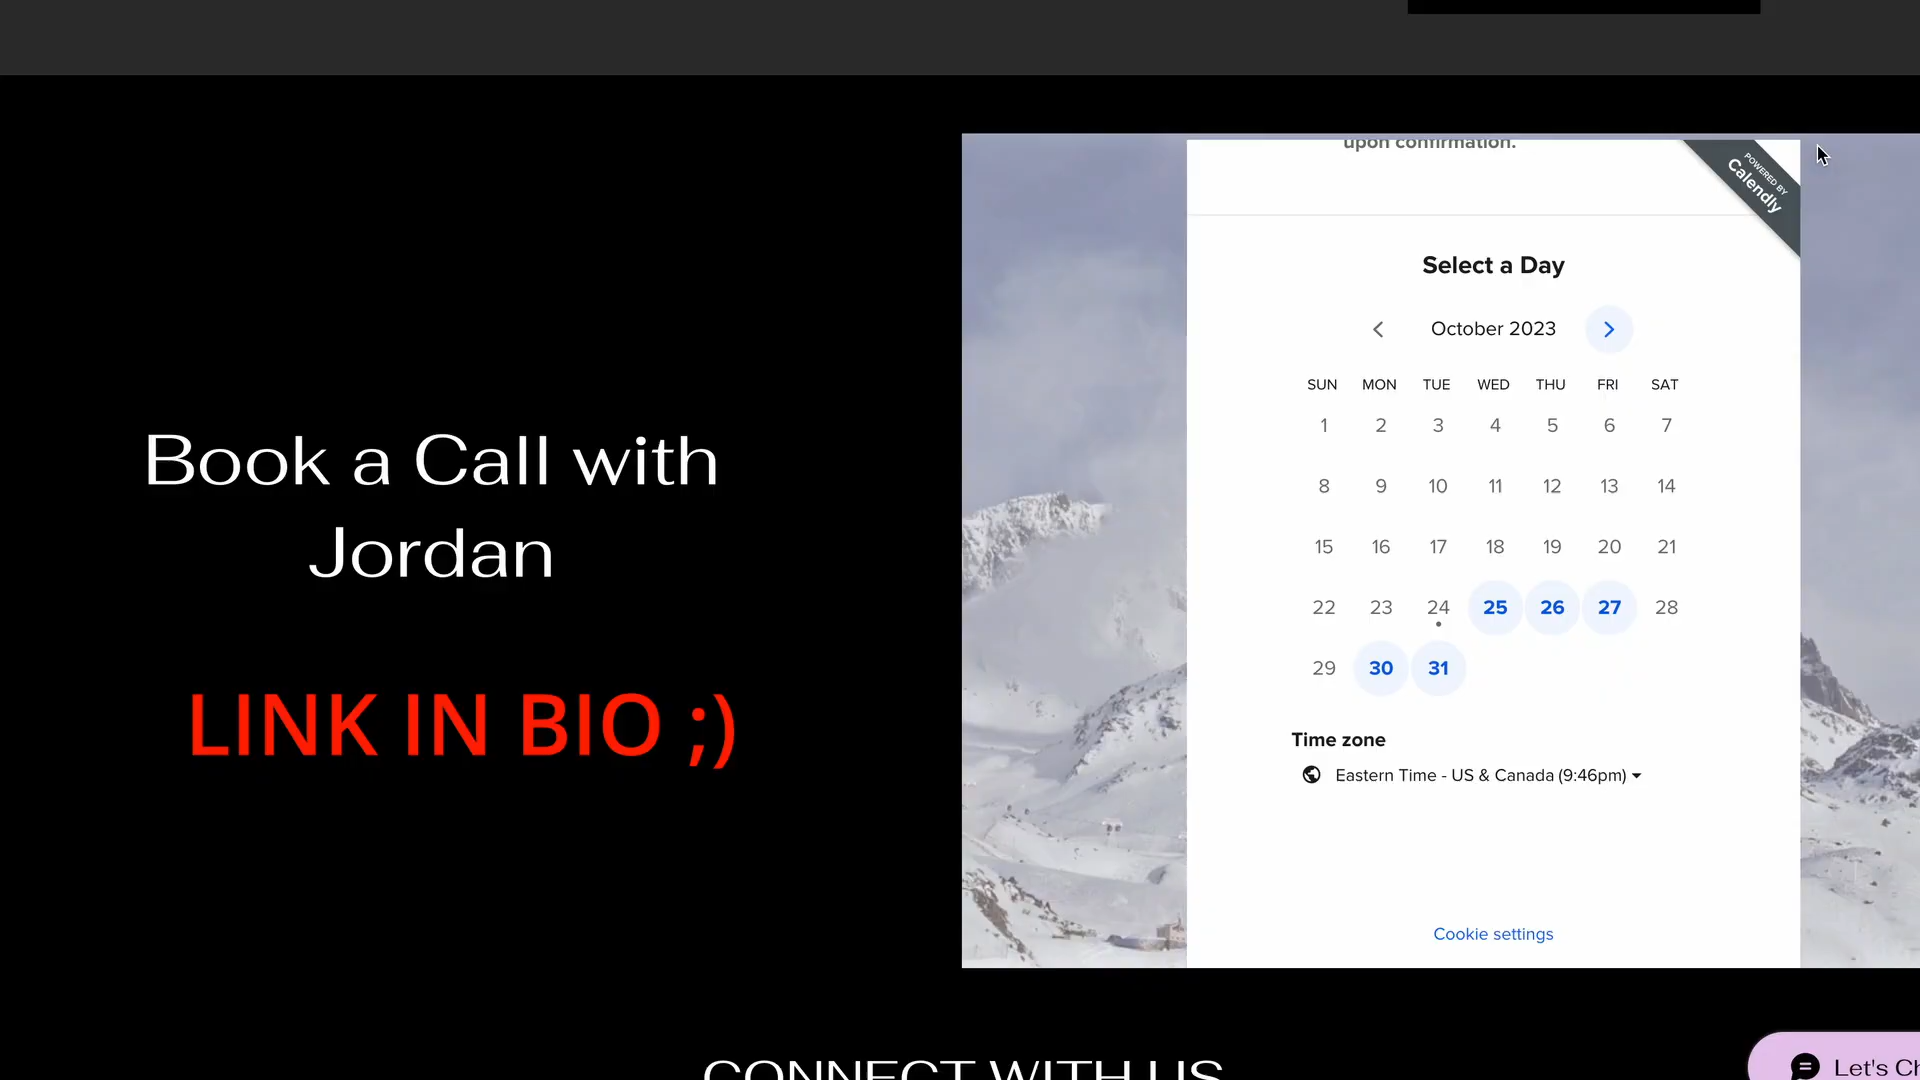 Book a Call with
Jordan
LINK IN BIO ;)
upon confirmation.
POWERED BY
Calendly
Select a Day
October 2023
SUN MON TUE WED THU FRI SAT
1 2 3 4 5 6 7
8 9 10 11 12 13 14
15 16 17 18 19 20 21
22 23 24 25 26 27 28
29 30 31
Time zone
Eastern Time - US & Canada (9:46pm)
Cookie settings
CONNECT WITH US
Let's Ch